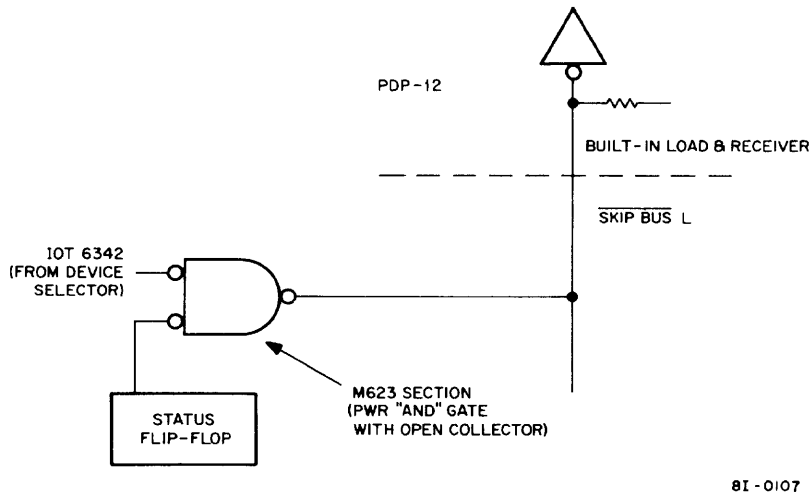 PDP-12
BUILT-IN LOAD & RECEIVER
SKIP BUS L
IOT 6342
(FROM DEVICE
SELECTOR)
M623 SECTION
(PWR "AND" GATE
WITH OPEN COLLECTOR)
STATUS
FLIP-FLOP
8I-0107